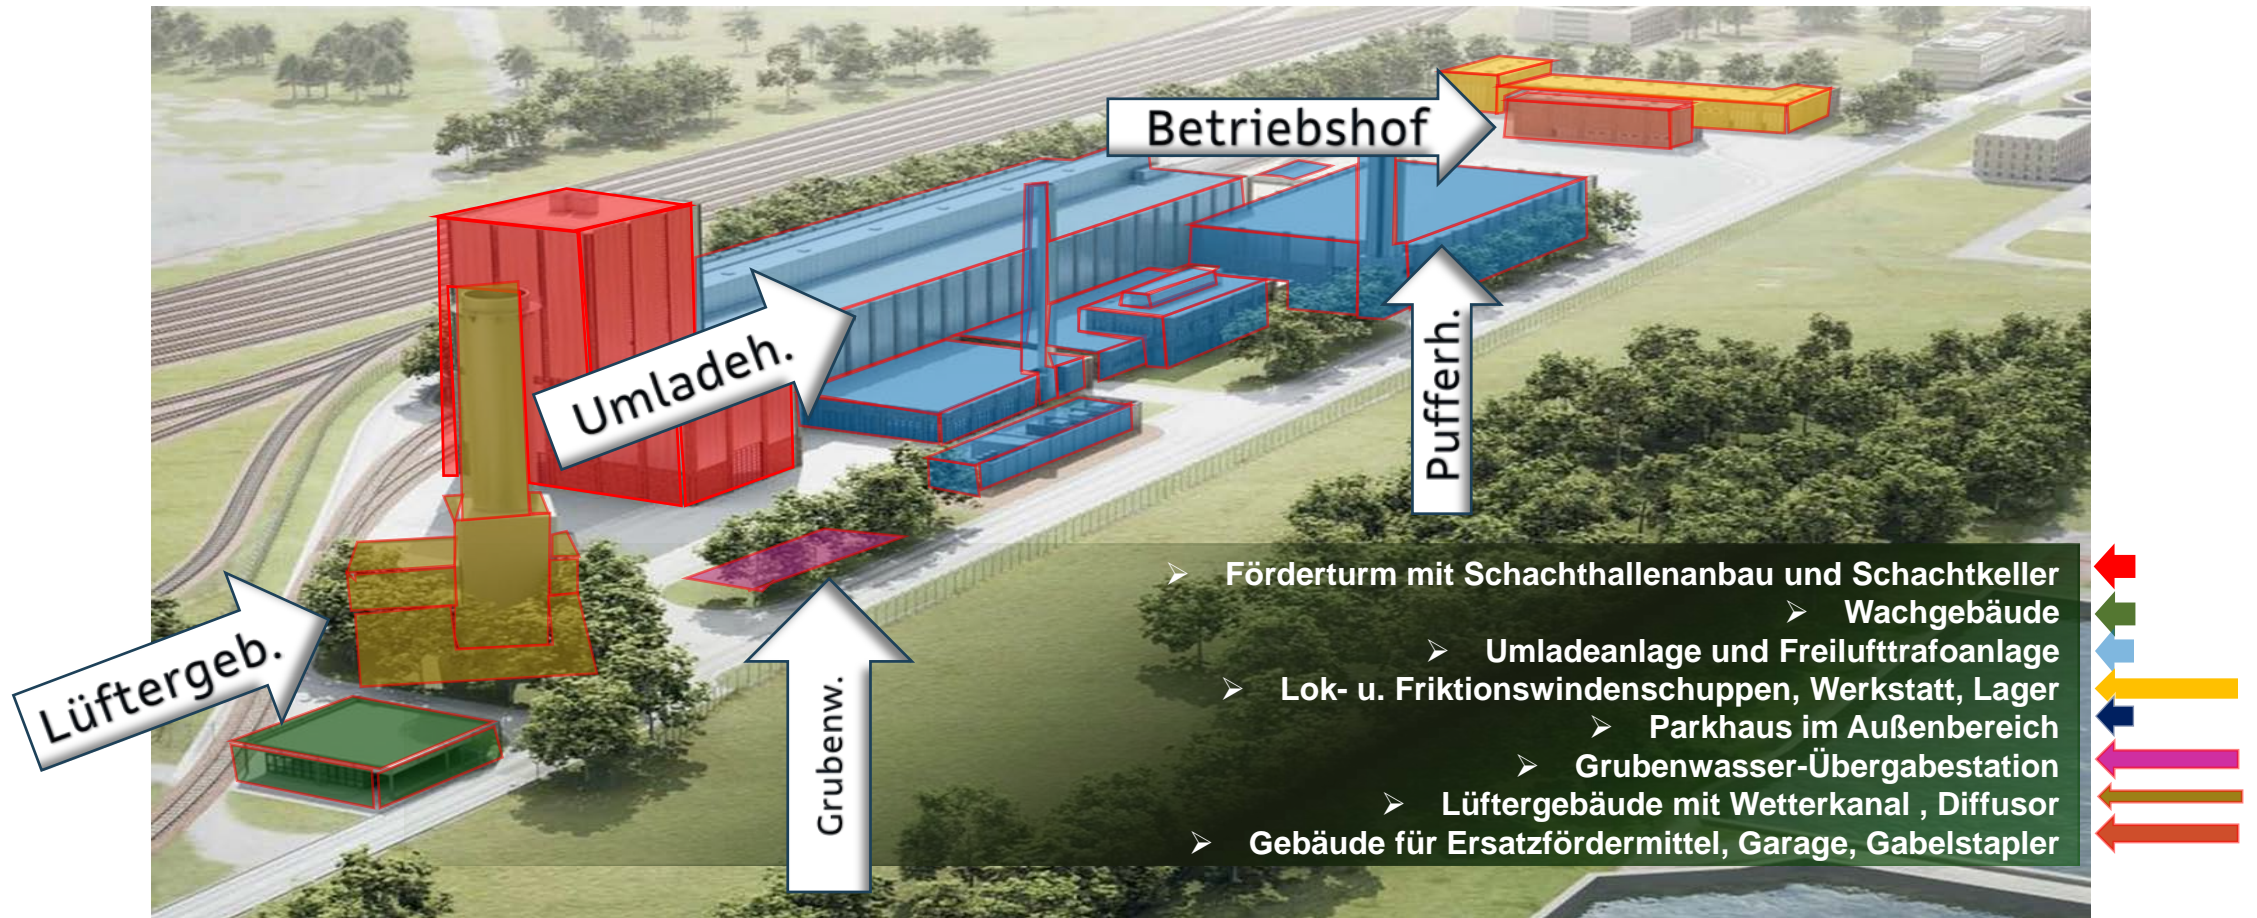 Betriebshof
Umladeh.
Pufferh.
Lüftergeb.
Grubenw.
Förderturm mit Schachthallenanbau und Schachtkeller
Wachgebäude
Umladeanlage und Freilufttrafoanlage
Lok- u. Friktionswindenschuppen, Werkstatt, Lager
Parkhaus im Außenbereich
Grubenwasser-Übergabestation
Lüftergebäude mit Wetterkanal , Diffusor
Gebäude für Ersatzfördermittel, Garage, Gabelstapler